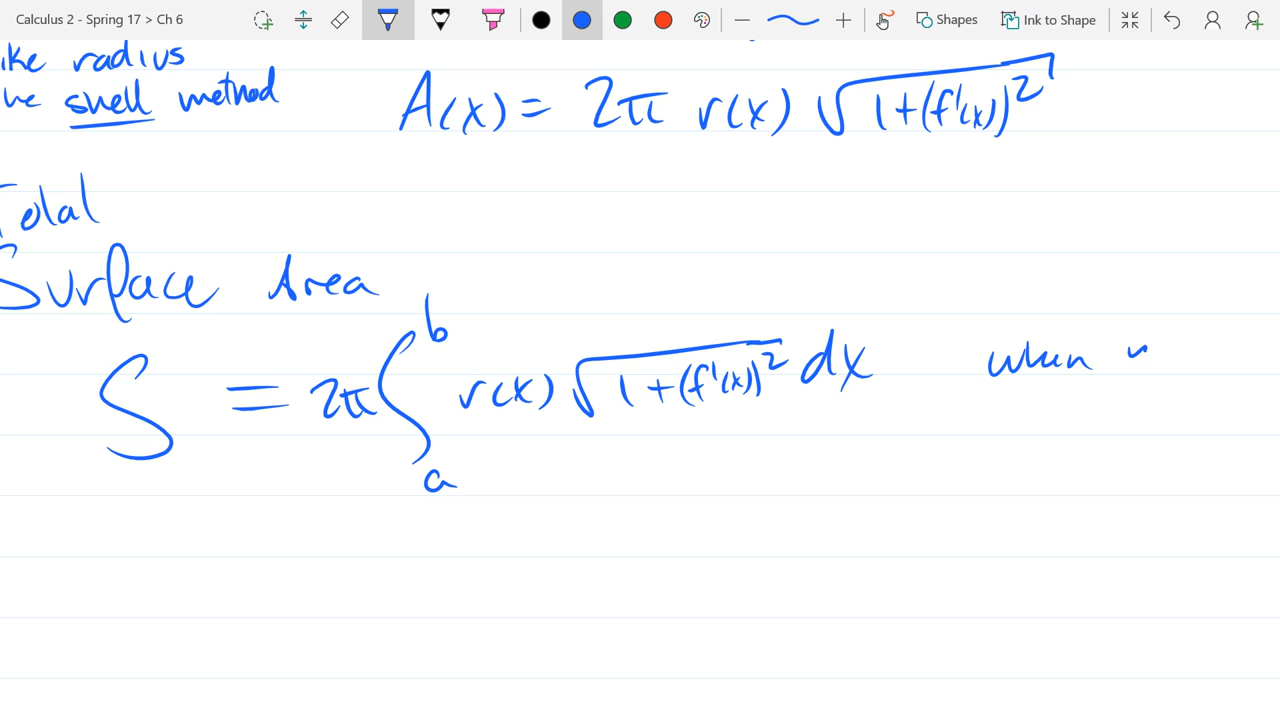 Calculus 2 - Spring 17 > Ch 6
Shapes
Ink to Shape
ike radius
he shell method
A(x) = 2π r(x) √(1+(f'(x))²)
Total
Surface Area
S = 2π ∫_a^b r(x) √(1+(f'(x))²) dx when